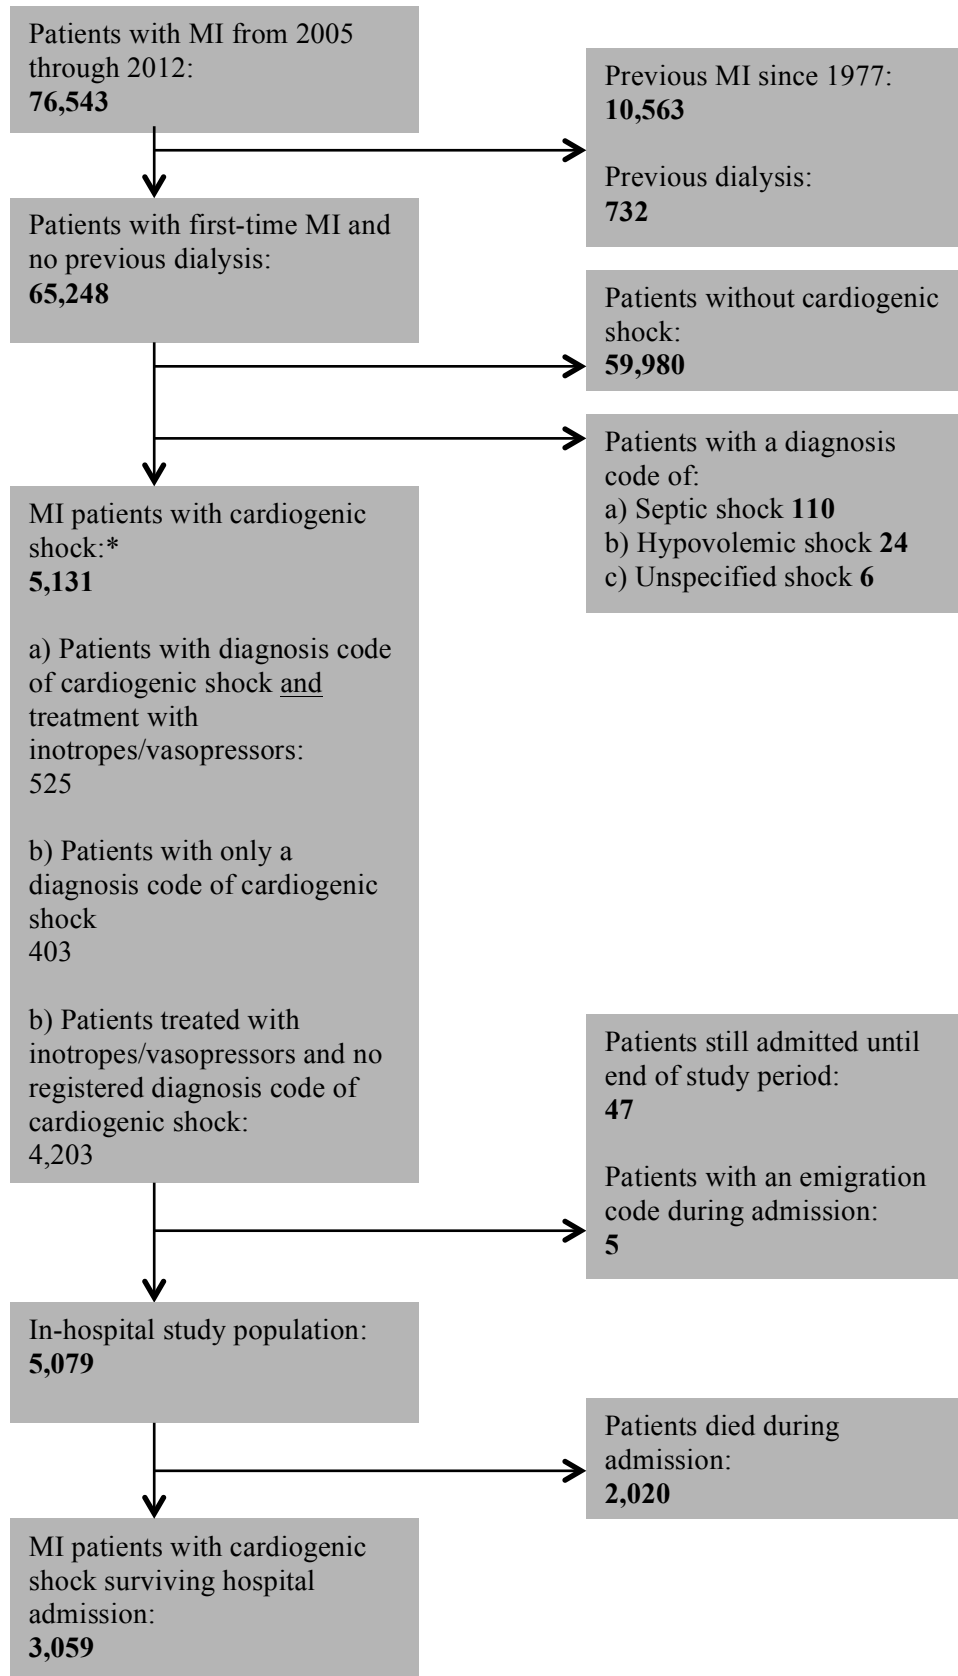 Patients with MI from 2005
through 2012:
76,543
Previous MI since 1977:
10,563
Previous dialysis:
732
Patients with first-time MI and
no previous dialysis:
65,248
Patients without cardiogenic
shock:
59,980
Patients with a diagnosis
code of:
a) Septic shock 110
b) Hypovolemic shock 24
c) Unspecified shock 6
MI patients with cardiogenic
shock:*
5,131
a) Patients with diagnosis code
of cardiogenic shock and
treatment with
inotropes/vasopressors:
525
b) Patients with only a
diagnosis code of cardiogenic
shock
403
b) Patients treated with
inotropes/vasopressors and no
registered diagnosis code of
cardiogenic shock:
4,203
Patients still admitted until
end of study period:
47
Patients with an emigration
code during admission:
5
In-hospital study population:
5,079
Patients died during
admission:
2,020
MI patients with cardiogenic
shock surviving hospital
admission:
3,059